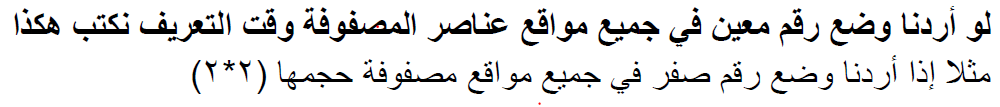 لو أردنا وضع رقم معين في جميع مواقع عناصر المصفوفة وقت التعريف نكتب هكذا
مثلا إذا أردنا وضع رقم صفر في جميع مواقع مصفوفة حجمها (٢*٢)